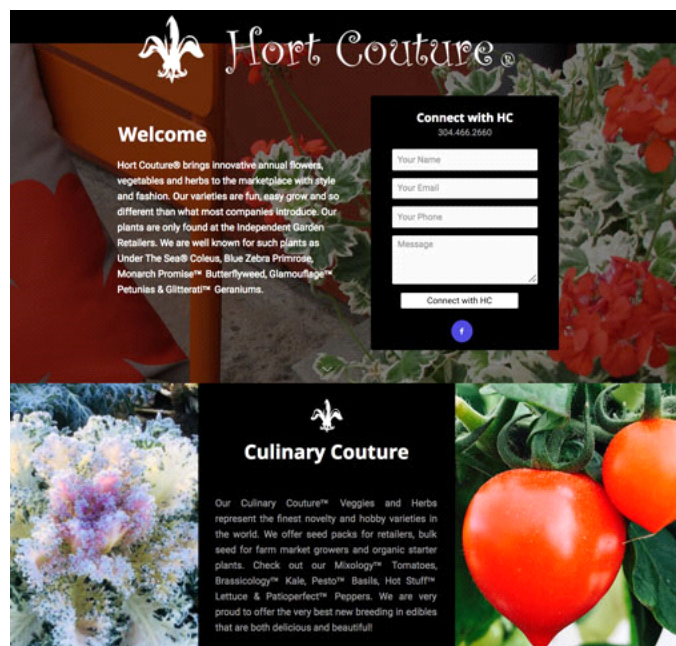 Hort Couture®
Welcome
Hort Couture® brings innovative annual flowers,
vegetables and herbs to the marketplace with style
and fashion. Our varieties are fun, easy grow and so
different than what most companies introduce. Our
plants are only found at the Independent Garden
Retailers. We are well known for such plants as
Under The Sea® Coleus, Blue Zebra Primrose,
Monarch Promise™ Butterflyweed, Glamouflage™
Petunias & Glitterati™ Geraniums.
Connect with HC
304.466.2660
Your Name
Your Email
Your Phone
Message
Connect with HC
f
Culinary Couture
Our Culinary Couture™ Veggies and Herbs
represent the finest novelty and hobby varieties in
the world. We offer seed packs for retailers, bulk
seed for farm market growers and organic starter
plants. Check out our Mixology™ Tomatoes,
Brassicology™ Kale, Pesto™ Basils, Hot Stuff™
Lettuce & Patioperfect™ Peppers. We are very
proud to offer the very best new breeding in edibles
that are both delicious and beautiful!